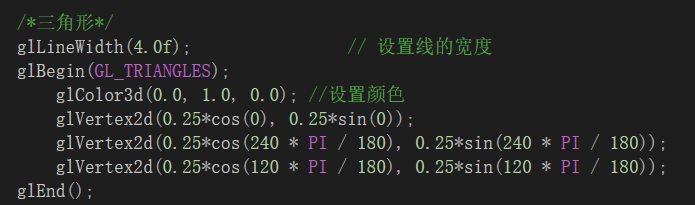 /*三角形*/
glLineWidth(4.0f); // 设置线的宽度
glBegin(GL_TRIANGLES);
glColor3d(0.0, 1.0, 0.0); //设置颜色
glVertex2d(0.25*cos(0), 0.25*sin(0));
glVertex2d(0.25*cos(240 * PI / 180), 0.25*sin(240 * PI / 180));
glVertex2d(0.25*cos(120 * PI / 180), 0.25*sin(120 * PI / 180));
glEnd();